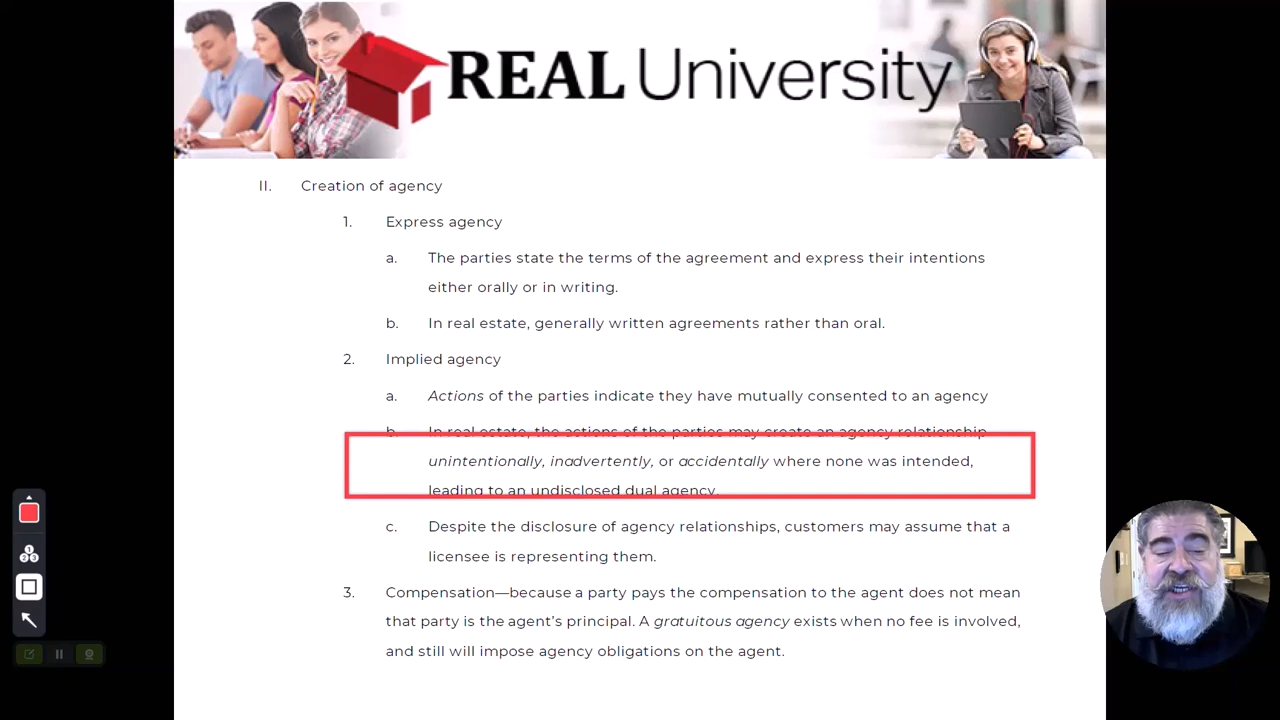 REAL University
II. Creation of agency
1. Express agency
a. The parties state the terms of the agreement and express their intentions
either orally or in writing.
b. In real estate, generally written agreements rather than oral.
2. Implied agency
a. Actions of the parties indicate they have mutually consented to an agency
b. In real estate, the actions of the parties may create an agency relationship
unintentionally, inadvertently, or accidentally where none was intended,
leading to an undisclosed dual agency.
c. Despite the disclosure of agency relationships, customers may assume that a
licensee is representing them.
3. Compensation—because a party pays the compensation to the agent does not mean
that party is the agent's principal. A gratuitous agency exists when no fee is involved,
and still will impose agency obligations on the agent.